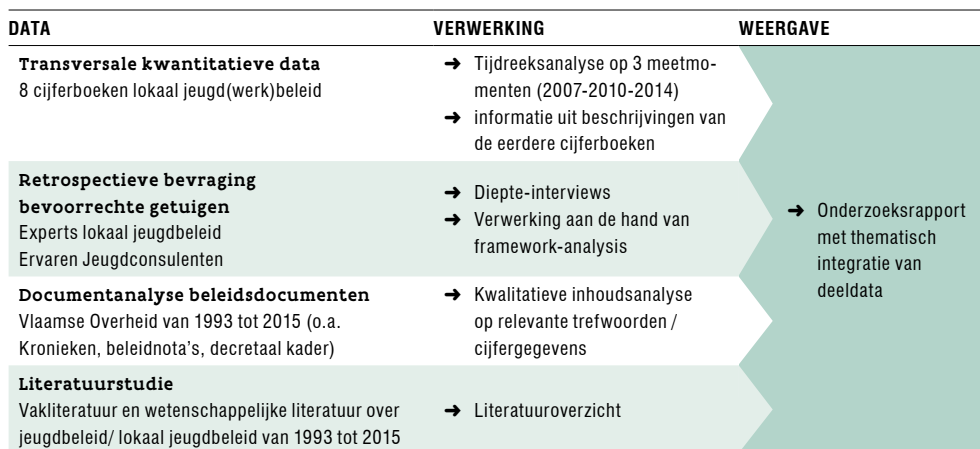 DATA VERWERKING WEERGAVE
Transversale kwantitatieve data
8 cijferboeken lokaal jeugd(werk)beleid
➜ Tijdreeksanalyse op 3 meetmo-
menten (2007-2010-2014)
➜ informatie uit beschrijvingen van
de eerdere cijferboeken
Retrospectieve bevraging
bevoorrechte getuigen
Experts lokaal jeugdbeleid
Ervaren Jeugdconsulenten
➜ Diepte-interviews
➜ Verwerking aan de hand van
framework-analysis
Documentanalyse beleidsdocumenten
Vlaamse Overheid van 1993 tot 2015 (o.a.
Kronieken, beleidnota's, decretaal kader)
➜ Kwalitatieve inhoudsanalyse
op relevante trefwoorden /
cijfergegevens
Literatuurstudie
Vakliteratuur en wetenschappelijke literatuur over
jeugdbeleid/ lokaal jeugdbeleid van 1993 tot 2015
➜ Literatuuroverzicht
➜ Onderzoeksrapport
met thematisch
integratie van
deeldata